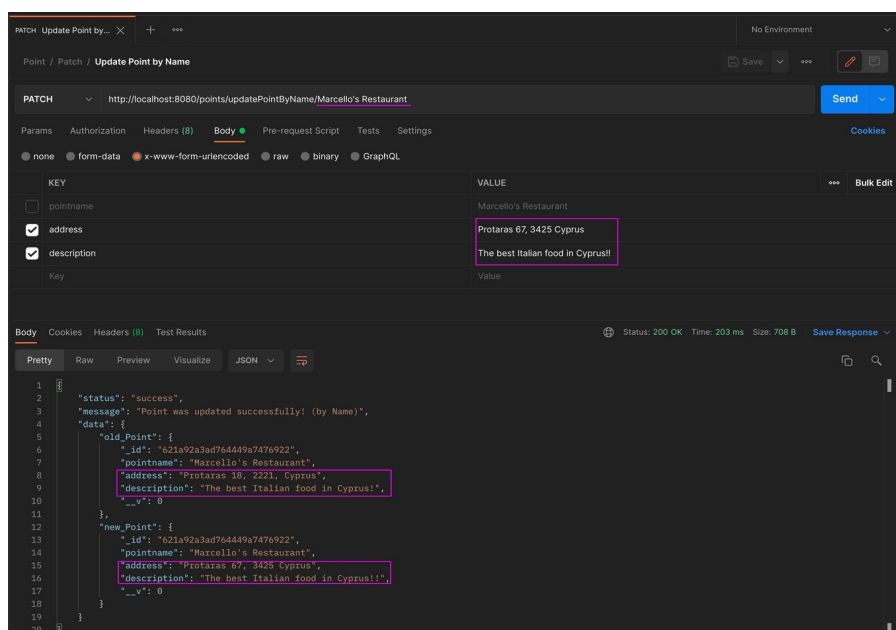 PATCH Update Point by... No Environment
Point / Patch / Update Point by Name Save
PATCH http://localhost:8080/points/updatePointByName/Marcello's Restaurant Send
Params Authorization Headers (8) Body Pre-request Script Tests Settings Cookies
none form-data x-www-form-urlencoded raw binary GraphQL
KEY VALUE Bulk Edit
pointname Marcello's Restaurant
address Protaras 67, 3425 Cyprus
description The best Italian food in Cyprus!!
Key Value
Body Cookies Headers (8) Test Results Status: 200 OK Time: 203 ms Size: 708 B Save Response
Pretty Raw Preview Visualize JSON
1 {
2 "status": "success",
3 "message": "Point was updated successfully! (by Name)",
4 "data": {
5 "old_Point": {
6 "_id": "621a92a3ad764449a7476922",
7 "pointname": "Marcello's Restaurant",
8 "address": "Protaras 18, 2221, Cyprus",
9 "description": "The best Italian food in Cyprus!",
10 "__v": 0
11 },
12 "new_Point": {
13 "_id": "621a92a3ad764449a7476922",
14 "pointname": "Marcello's Restaurant",
15 "address": "Protaras 67, 3425 Cyprus",
16 "description": "The best Italian food in Cyprus!!",
17 "__v": 0
18 }
19 }
20 }